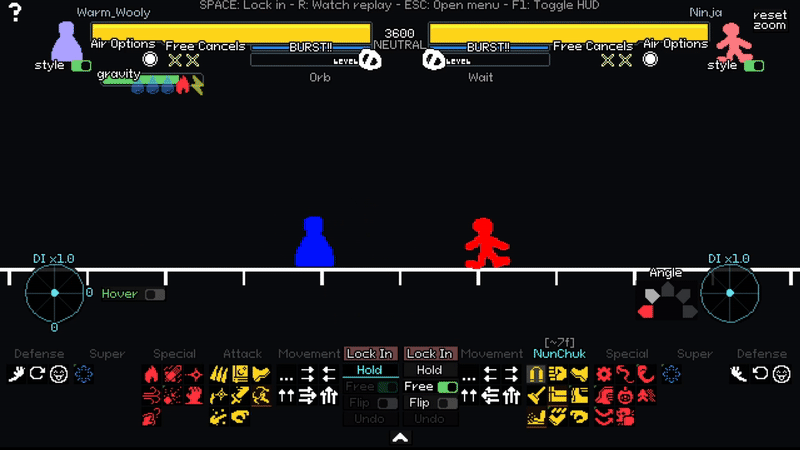 SPACE: Lock in - R: Watch replay - ESC: Open menu - F1: Toggle HUD
?
Warm_Wooly
Ninja
reset
zoom
3600
NEUTRAL
Air Options
Free Cancels
BURST!!
BURST!!
Free Cancels
Air Options
style
LEVEL 0
0 LEVEL
style
gravity
Orb
Wait
DI x1.0
DI x1.0
Angle
0
Hover
0
[~7f]
Defense
Super
Special
Attack
Movement
Lock In
Lock In
Movement
NunChuk
Special
Super
Defense
Hold
Hold
Free
Free
Flip
Flip
Undo
Undo